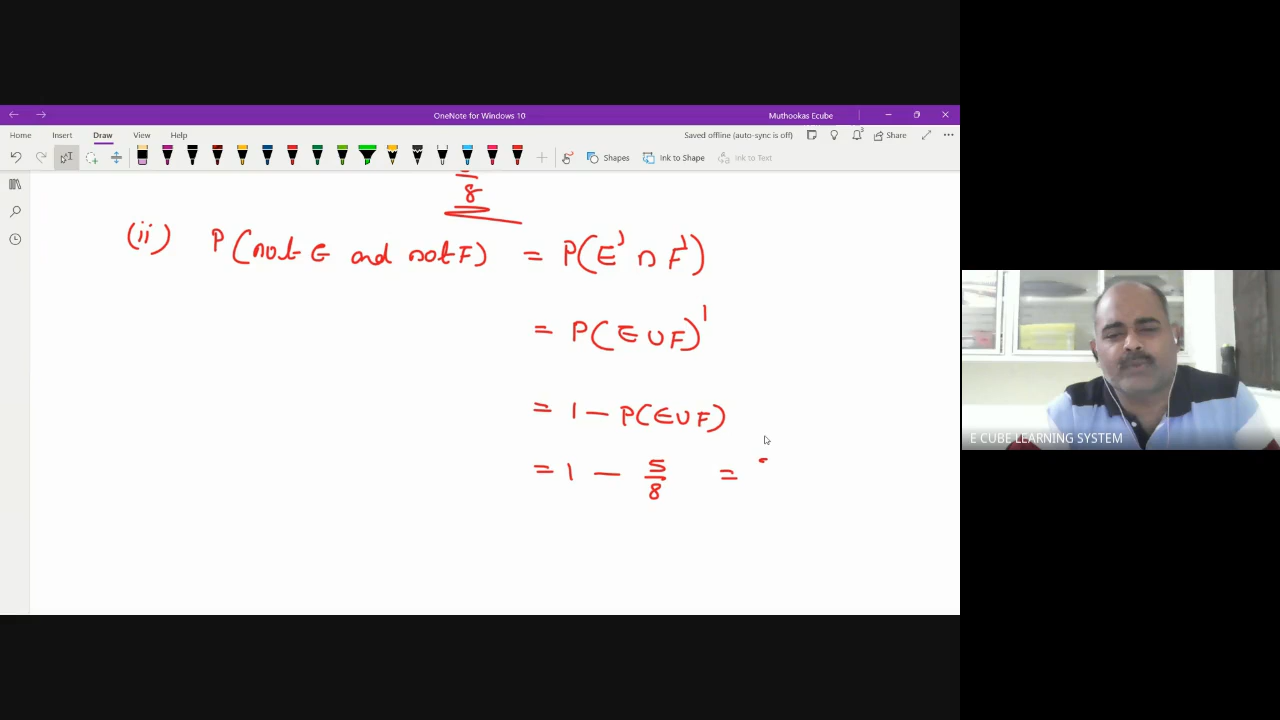 OneNote for Windows 10
Muthookas Ecube
Home Insert Draw View Help
Saved offline (auto-sync is off)
3
Share
Shapes
Ink to Shape
Ink to Text
8
(ii) P(not E and not F) = P(E' ∩ F')
= P(E ∪ F)'
= 1 − P(E ∪ F)
= 1 − 5/8 =
E CUBE LEARNING SYSTEM